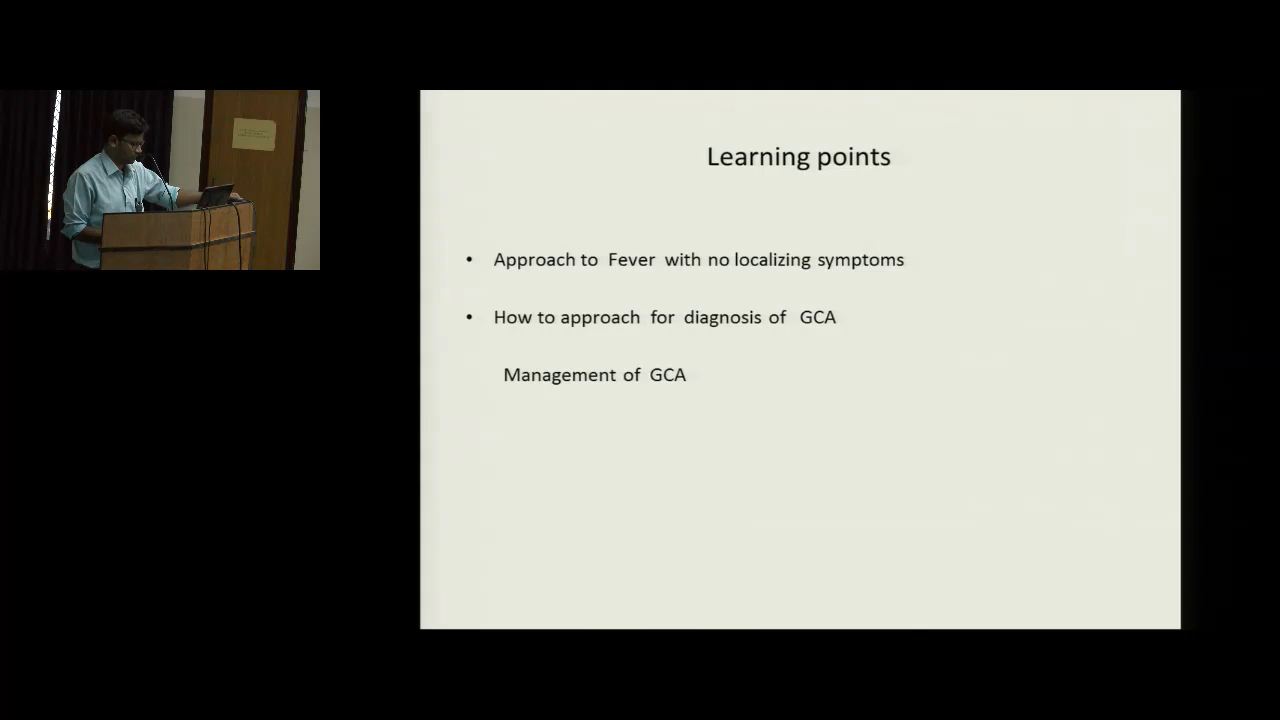 Learning points
• Approach to Fever with no localizing symptoms
• How to approach for diagnosis of GCA
Management of GCA